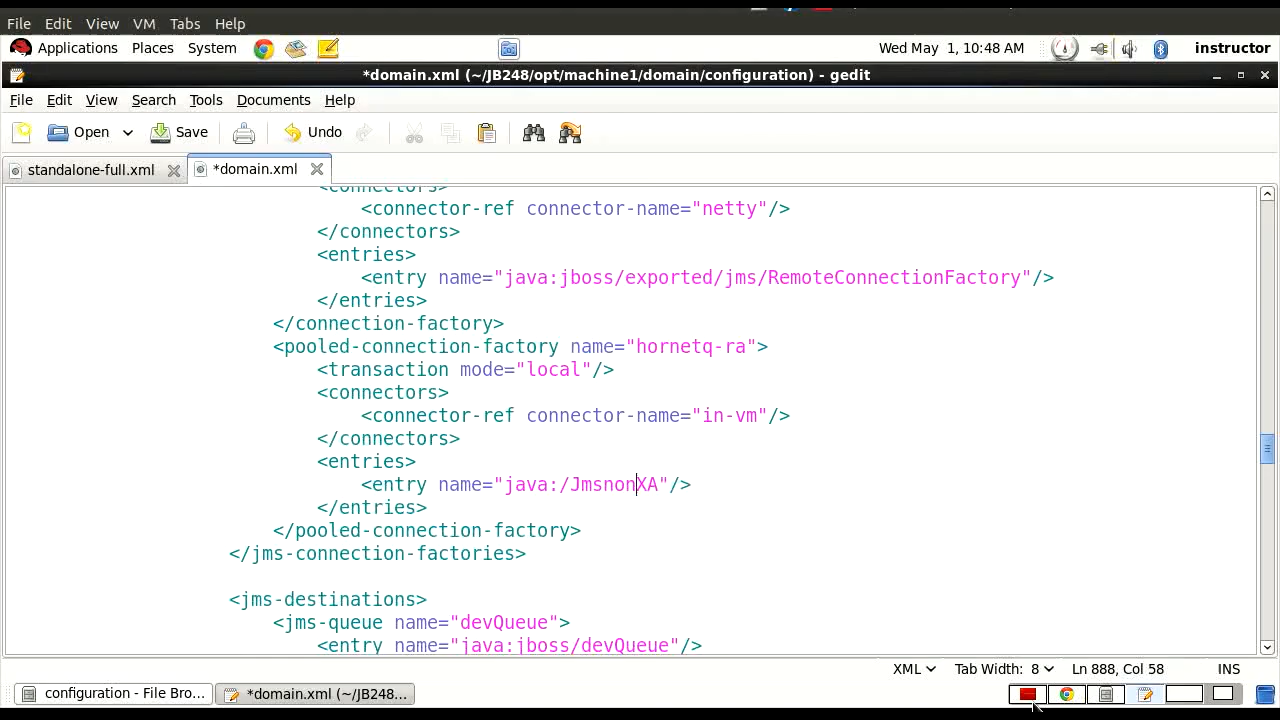 File Edit View VM Tabs Help
Applications Places System Wed May 1, 10:48 AM instructor
*domain.xml (~/JB248/opt/machine1/domain/configuration) - gedit
File Edit View Search Tools Documents Help
Open Save Undo
standalone-full.xml *domain.xml
<connectors>
<connector-ref connector-name="netty"/>
</connectors>
<entries>
<entry name="java:jboss/exported/jms/RemoteConnectionFactory"/>
</entries>
</connection-factory>
<pooled-connection-factory name="hornetq-ra">
<transaction mode="local"/>
<connectors>
<connector-ref connector-name="in-vm"/>
</connectors>
<entries>
<entry name="java:/JmsnonXA"/>
</entries>
</pooled-connection-factory>
</jms-connection-factories>
<jms-destinations>
<jms-queue name="devQueue">
<entry name="java:jboss/devQueue"/>
XML Tab Width: 8 Ln 888, Col 58 INS
configuration - File Bro... *domain.xml (~/JB248...